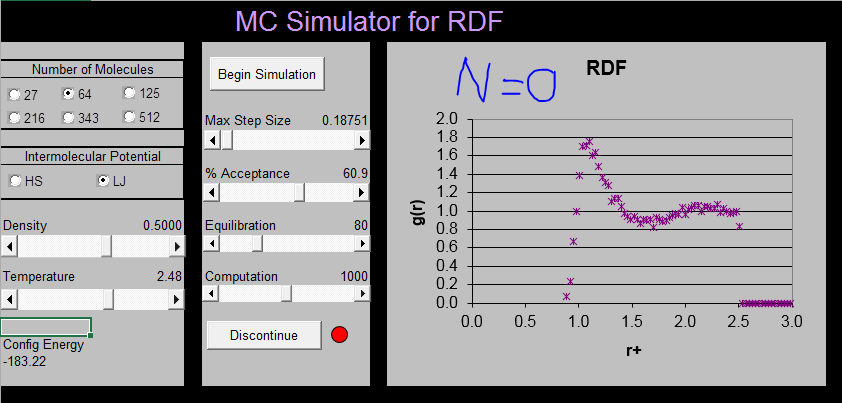 MC Simulator for RDF
Number of Molecules
27 64 125
216 343 512
Intermolecular Potential
HS LJ
Density 0.5000
Temperature 2.48
Config Energy
-183.22
Begin Simulation
Max Step Size 0.18751
% Acceptance 60.9
Equilibration 80
Computation 1000
Discontinue
N=0
RDF
g(r)
2.0
1.8
1.6
1.4
1.2
1.0
0.8
0.6
0.4
0.2
0.0
0.0 0.5 1.0 1.5 2.0 2.5 3.0
r+